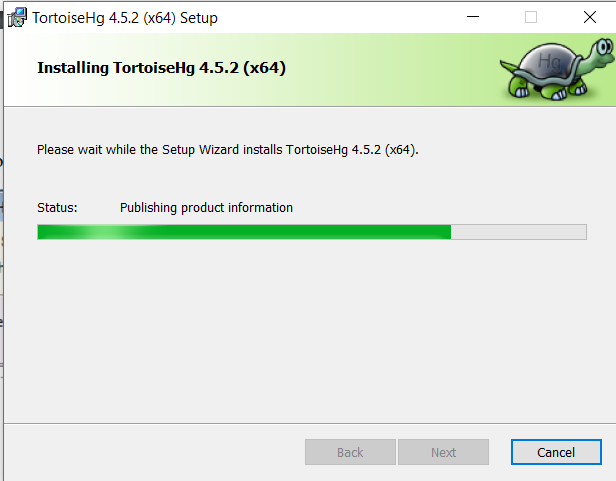 TortoiseHg 4.5.2 (x64) Setup
Installing TortoiseHg 4.5.2 (x64)
Hg
Please wait while the Setup Wizard installs TortoiseHg 4.5.2 (x64).
Status: Publishing product information
Back Next Cancel